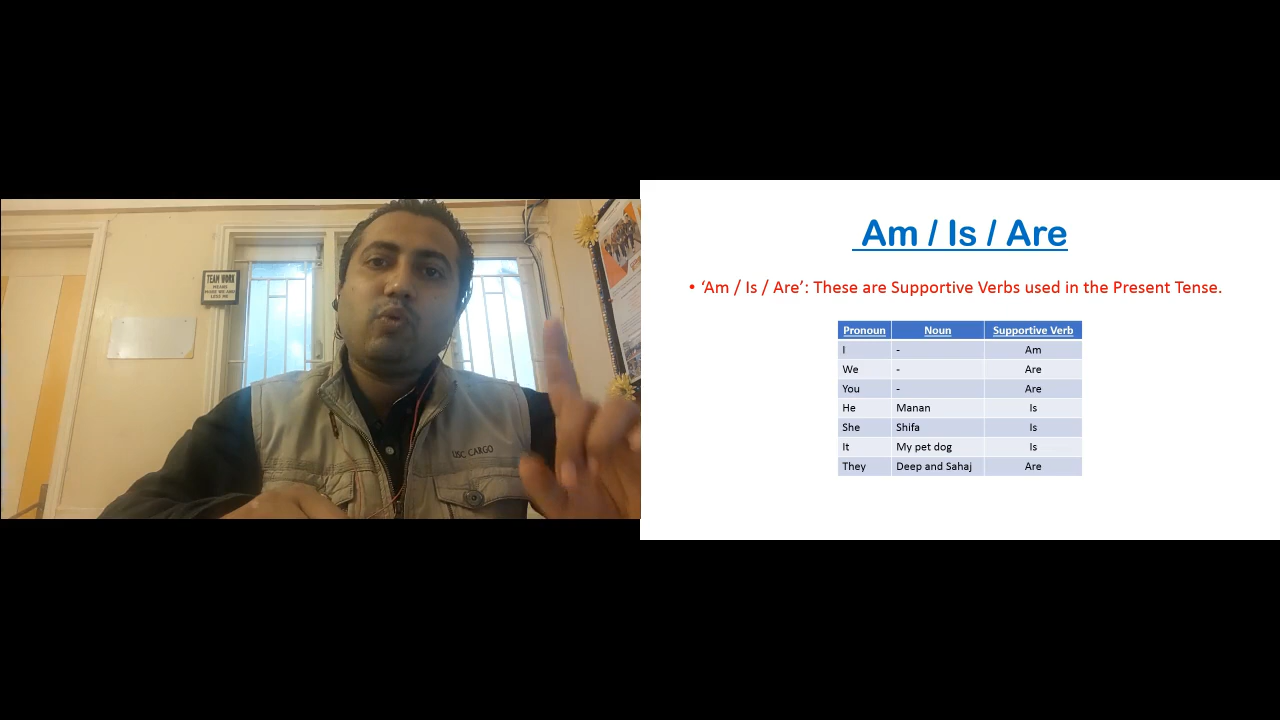 TEAM WORK
MEANS
USC CARGO
Am / Is / Are
• ‘Am / Is / Are’: These are Supportive Verbs used in the Present Tense.
Pronoun Noun Supportive Verb
I - Am
We - Are
You - Are
He Manan Is
She Shifa Is
It My pet dog Is
They Deep and Sahaj Are